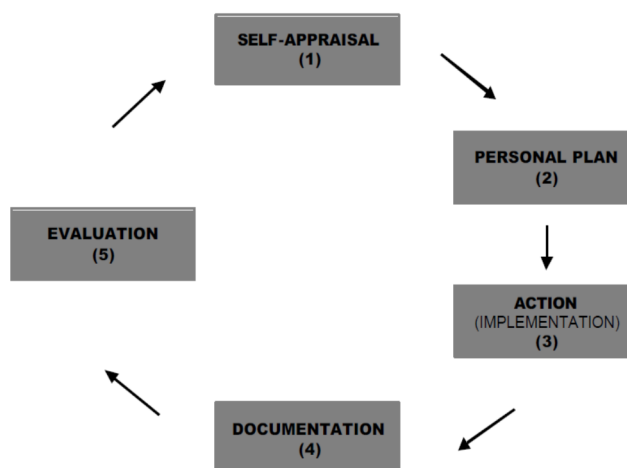 SELF-APPRAISAL
(1)
PERSONAL PLAN
(2)
ACTION
(IMPLEMENTATION)
(3)
DOCUMENTATION
(4)
EVALUATION
(5)